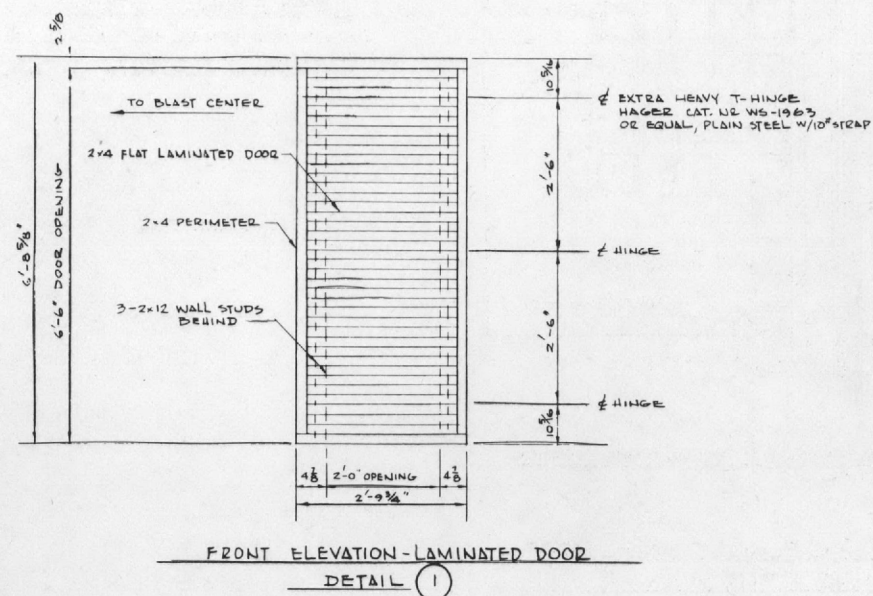 2 5/8
TO BLAST CENTER
2x4 FLAT LAMINATED DOOR
2x4 PERIMETER
3-2x12 WALL STUDS
BEHIND
6'-8 5/8"
6'-6" DOOR OPENING
10 5/16
℄ EXTRA HEAVY T-HINGE
HAGER CAT. NR WS-1963
OR EQUAL, PLAIN STEEL W/10" STRAP
2'-6"
℄ HINGE
2'-6"
℄ HINGE
10 5/16
4 7/8 2'-0" OPENING 4 7/8
2'-9 3/4"
FRONT ELEVATION-LAMINATED DOOR
DETAIL 1